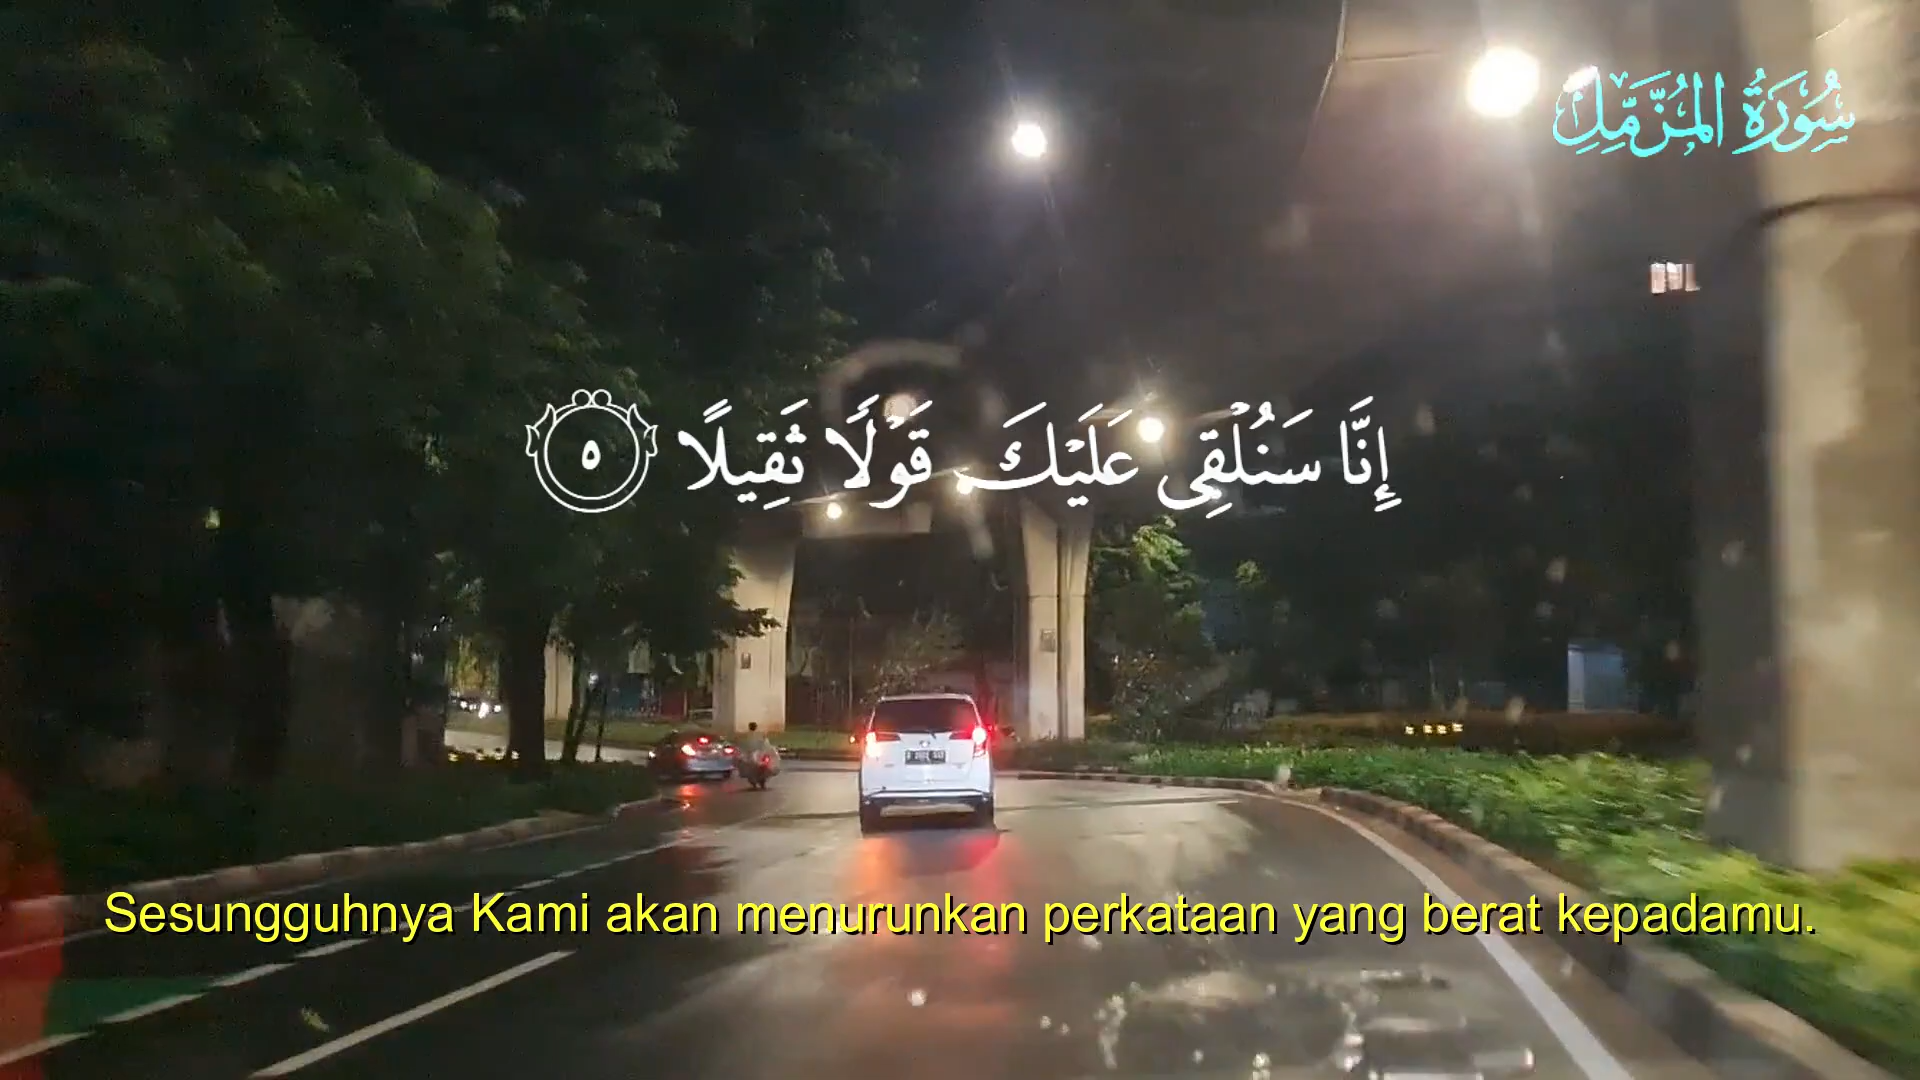 سُورَةُ المُزَّمِّلِ
إِنَّا سَنُلْقِى عَلَيْكَ قَوْلًا ثَقِيلًا ٥
Sesungguhnya Kami akan menurunkan perkataan yang berat kepadamu.